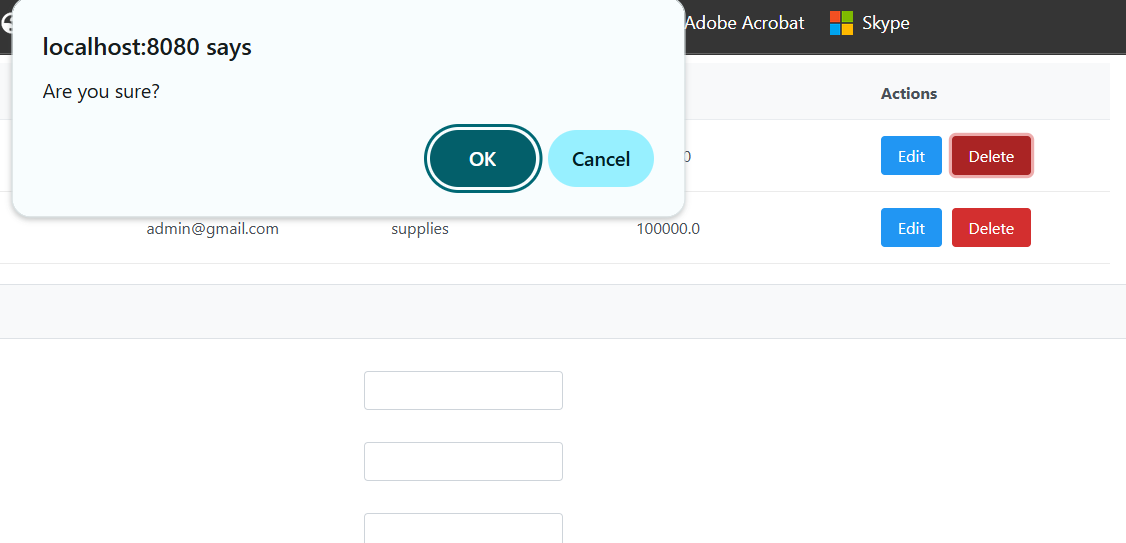 Adobe Acrobat Skype
localhost:8080 says
Are you sure?
OK Cancel
Actions
0 Edit Delete
admin@gmail.com supplies 100000.0 Edit Delete